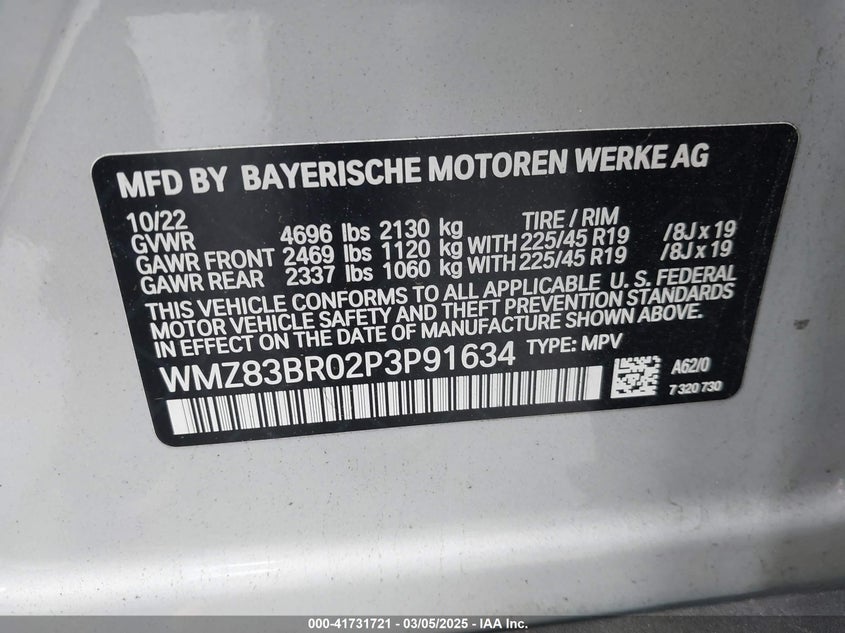 MFD BY BAYERISCHE MOTOREN WERKE AG
10/22 TIRE / RIM
GVWR 4696 lbs 2130 kg
GAWR FRONT 2469 lbs 1120 kg WITH 225/45 R19 /8J x 19
GAWR REAR 2337 lbs 1060 kg WITH 225/45 R19 /8J x 19
THIS VEHICLE CONFORMS TO ALL APPLICABLE U. S. FEDERAL
MOTOR VEHICLE SAFETY AND THEFT PREVENTION STANDARDS
IN EFFECT ON THE DATE OF MANUFACTURE SHOWN ABOVE.
WMZ83BR02P3P91634 TYPE: MPV
A62/0
7 320 730
000-41731721 - 03/05/2025 - IAA Inc.